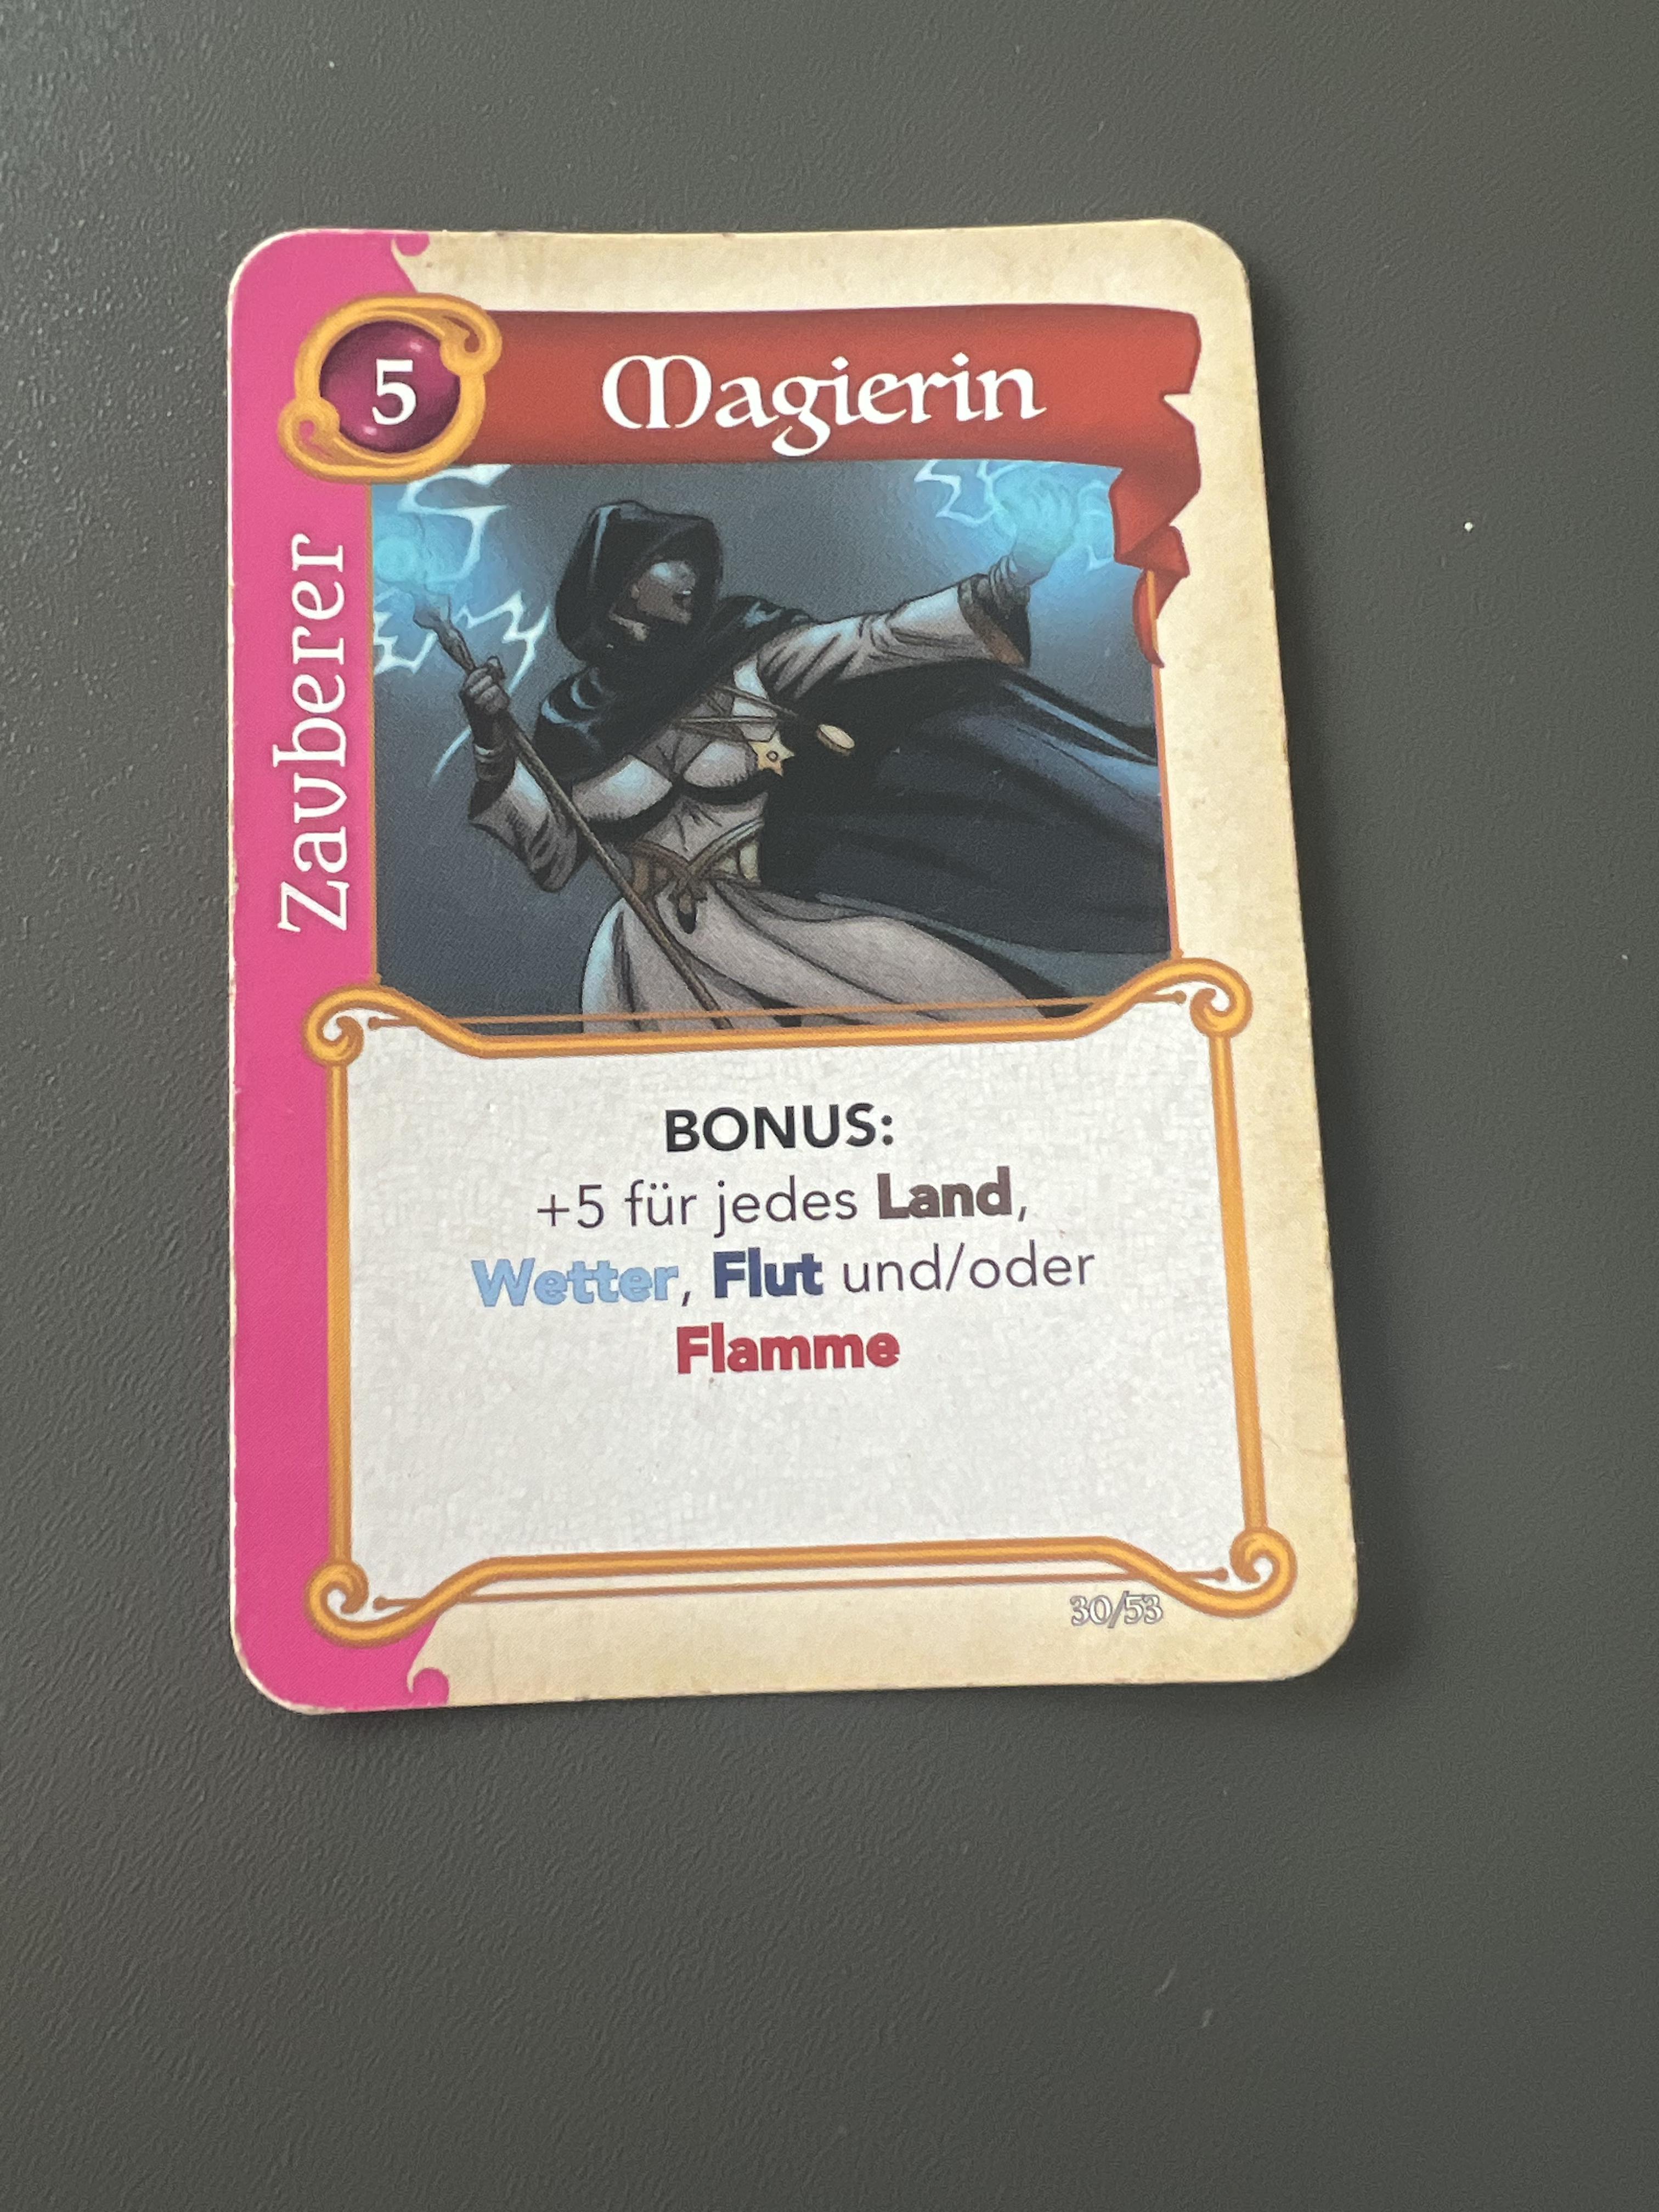 5
Magierin
Zauberer
BONUS:
+5 für jedes Land,
Wetter, Flut und/oder
Flamme
30/53